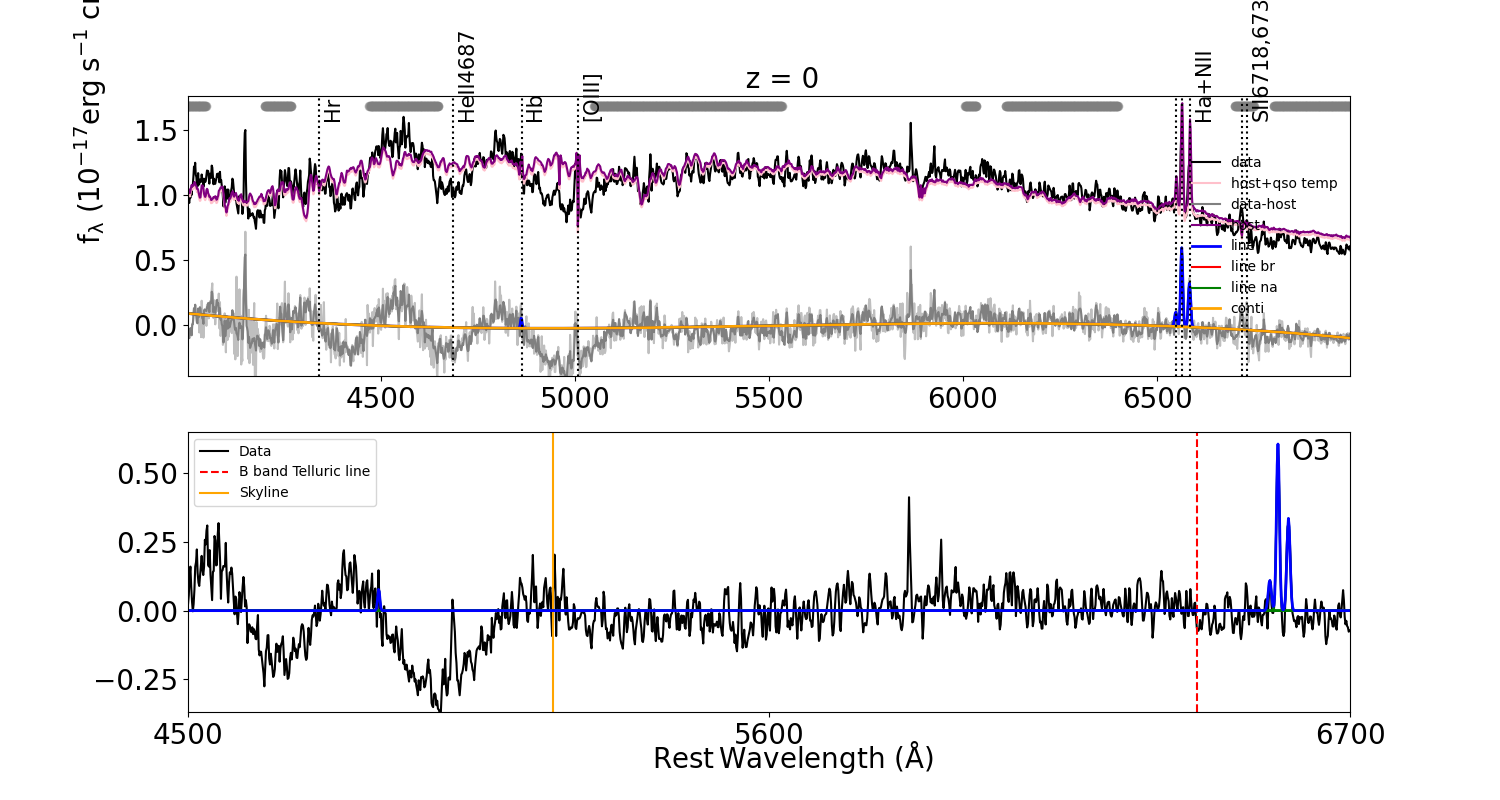 z = 0
f_λ (10^−17 erg s^−1 c
Hr
HeII4687
Hb
[OIII]
Ha+NII
SII6718,673
1.5
1.0
0.5
0.0
data
host+qso temp
data-host
host
line
line br
line na
conti
4500 5000 5500 6000 6500
Data
B band Telluric line
Skyline
O3
0.50
0.25
0.00
−0.25
4500 5600 6700
Rest Wavelength (Å)